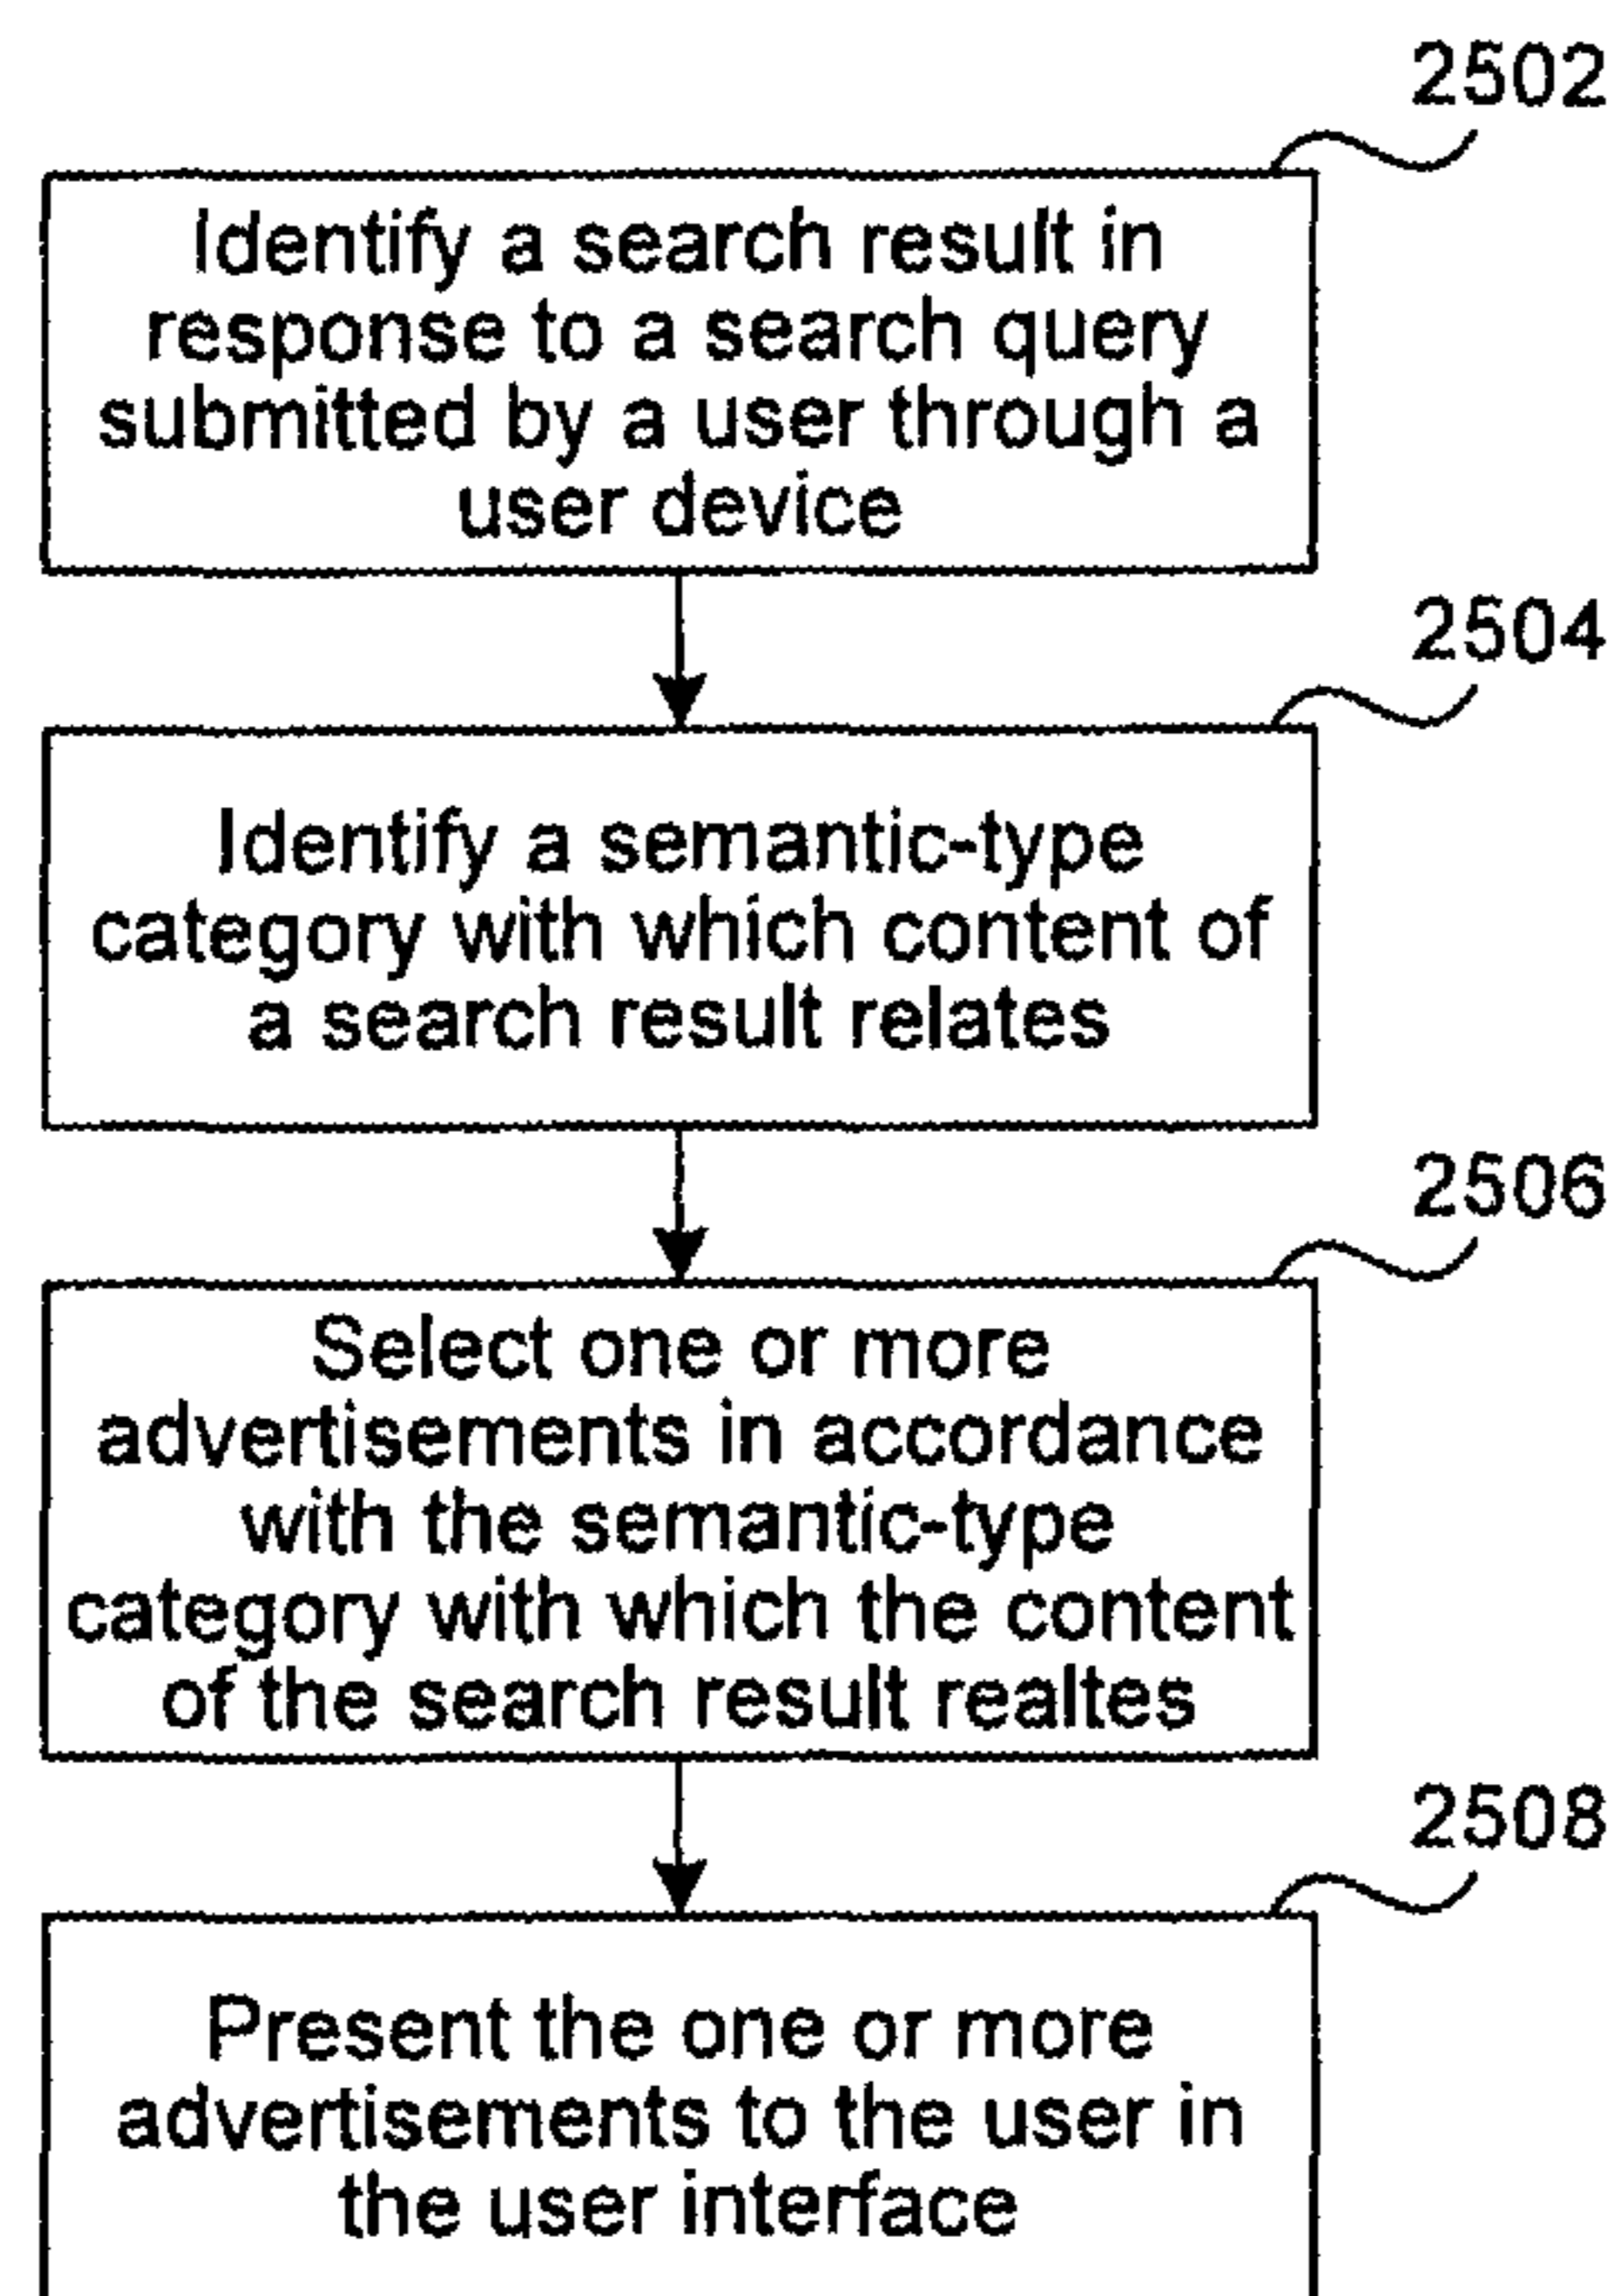 2502
Identify a search result in
response to a search query
submitted by a user through a
user device
2504
Identify a semantic-type
category with which content of
a search result relates
2506
Select one or more
advertisements in accordance
with the semantic-type
category with which the content
of the search result realtes
2508
Present the one or more
advertisements to the user in
the user interface